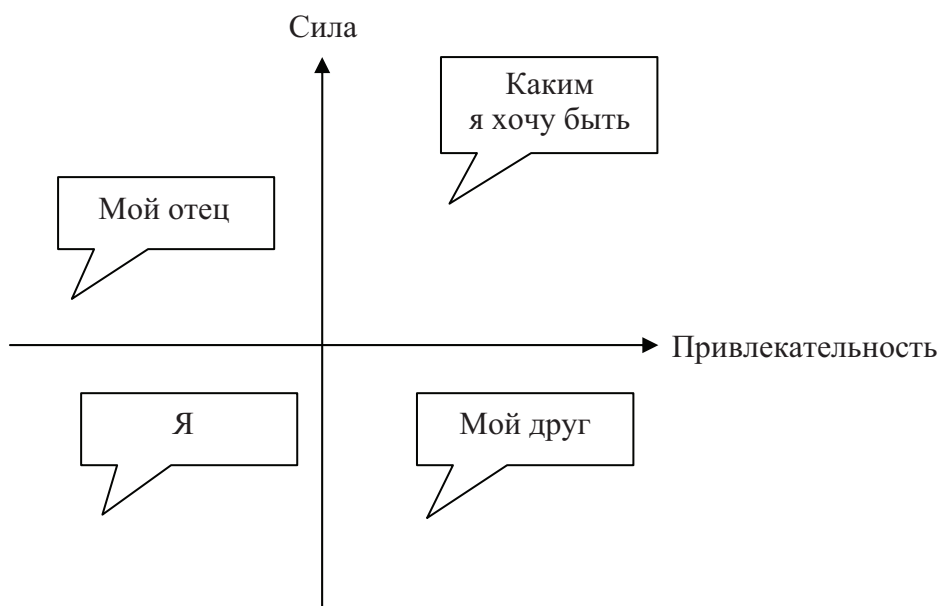 Сила
Каким
я хочу быть
Мой отец
Привлекательность
Я
Мой друг